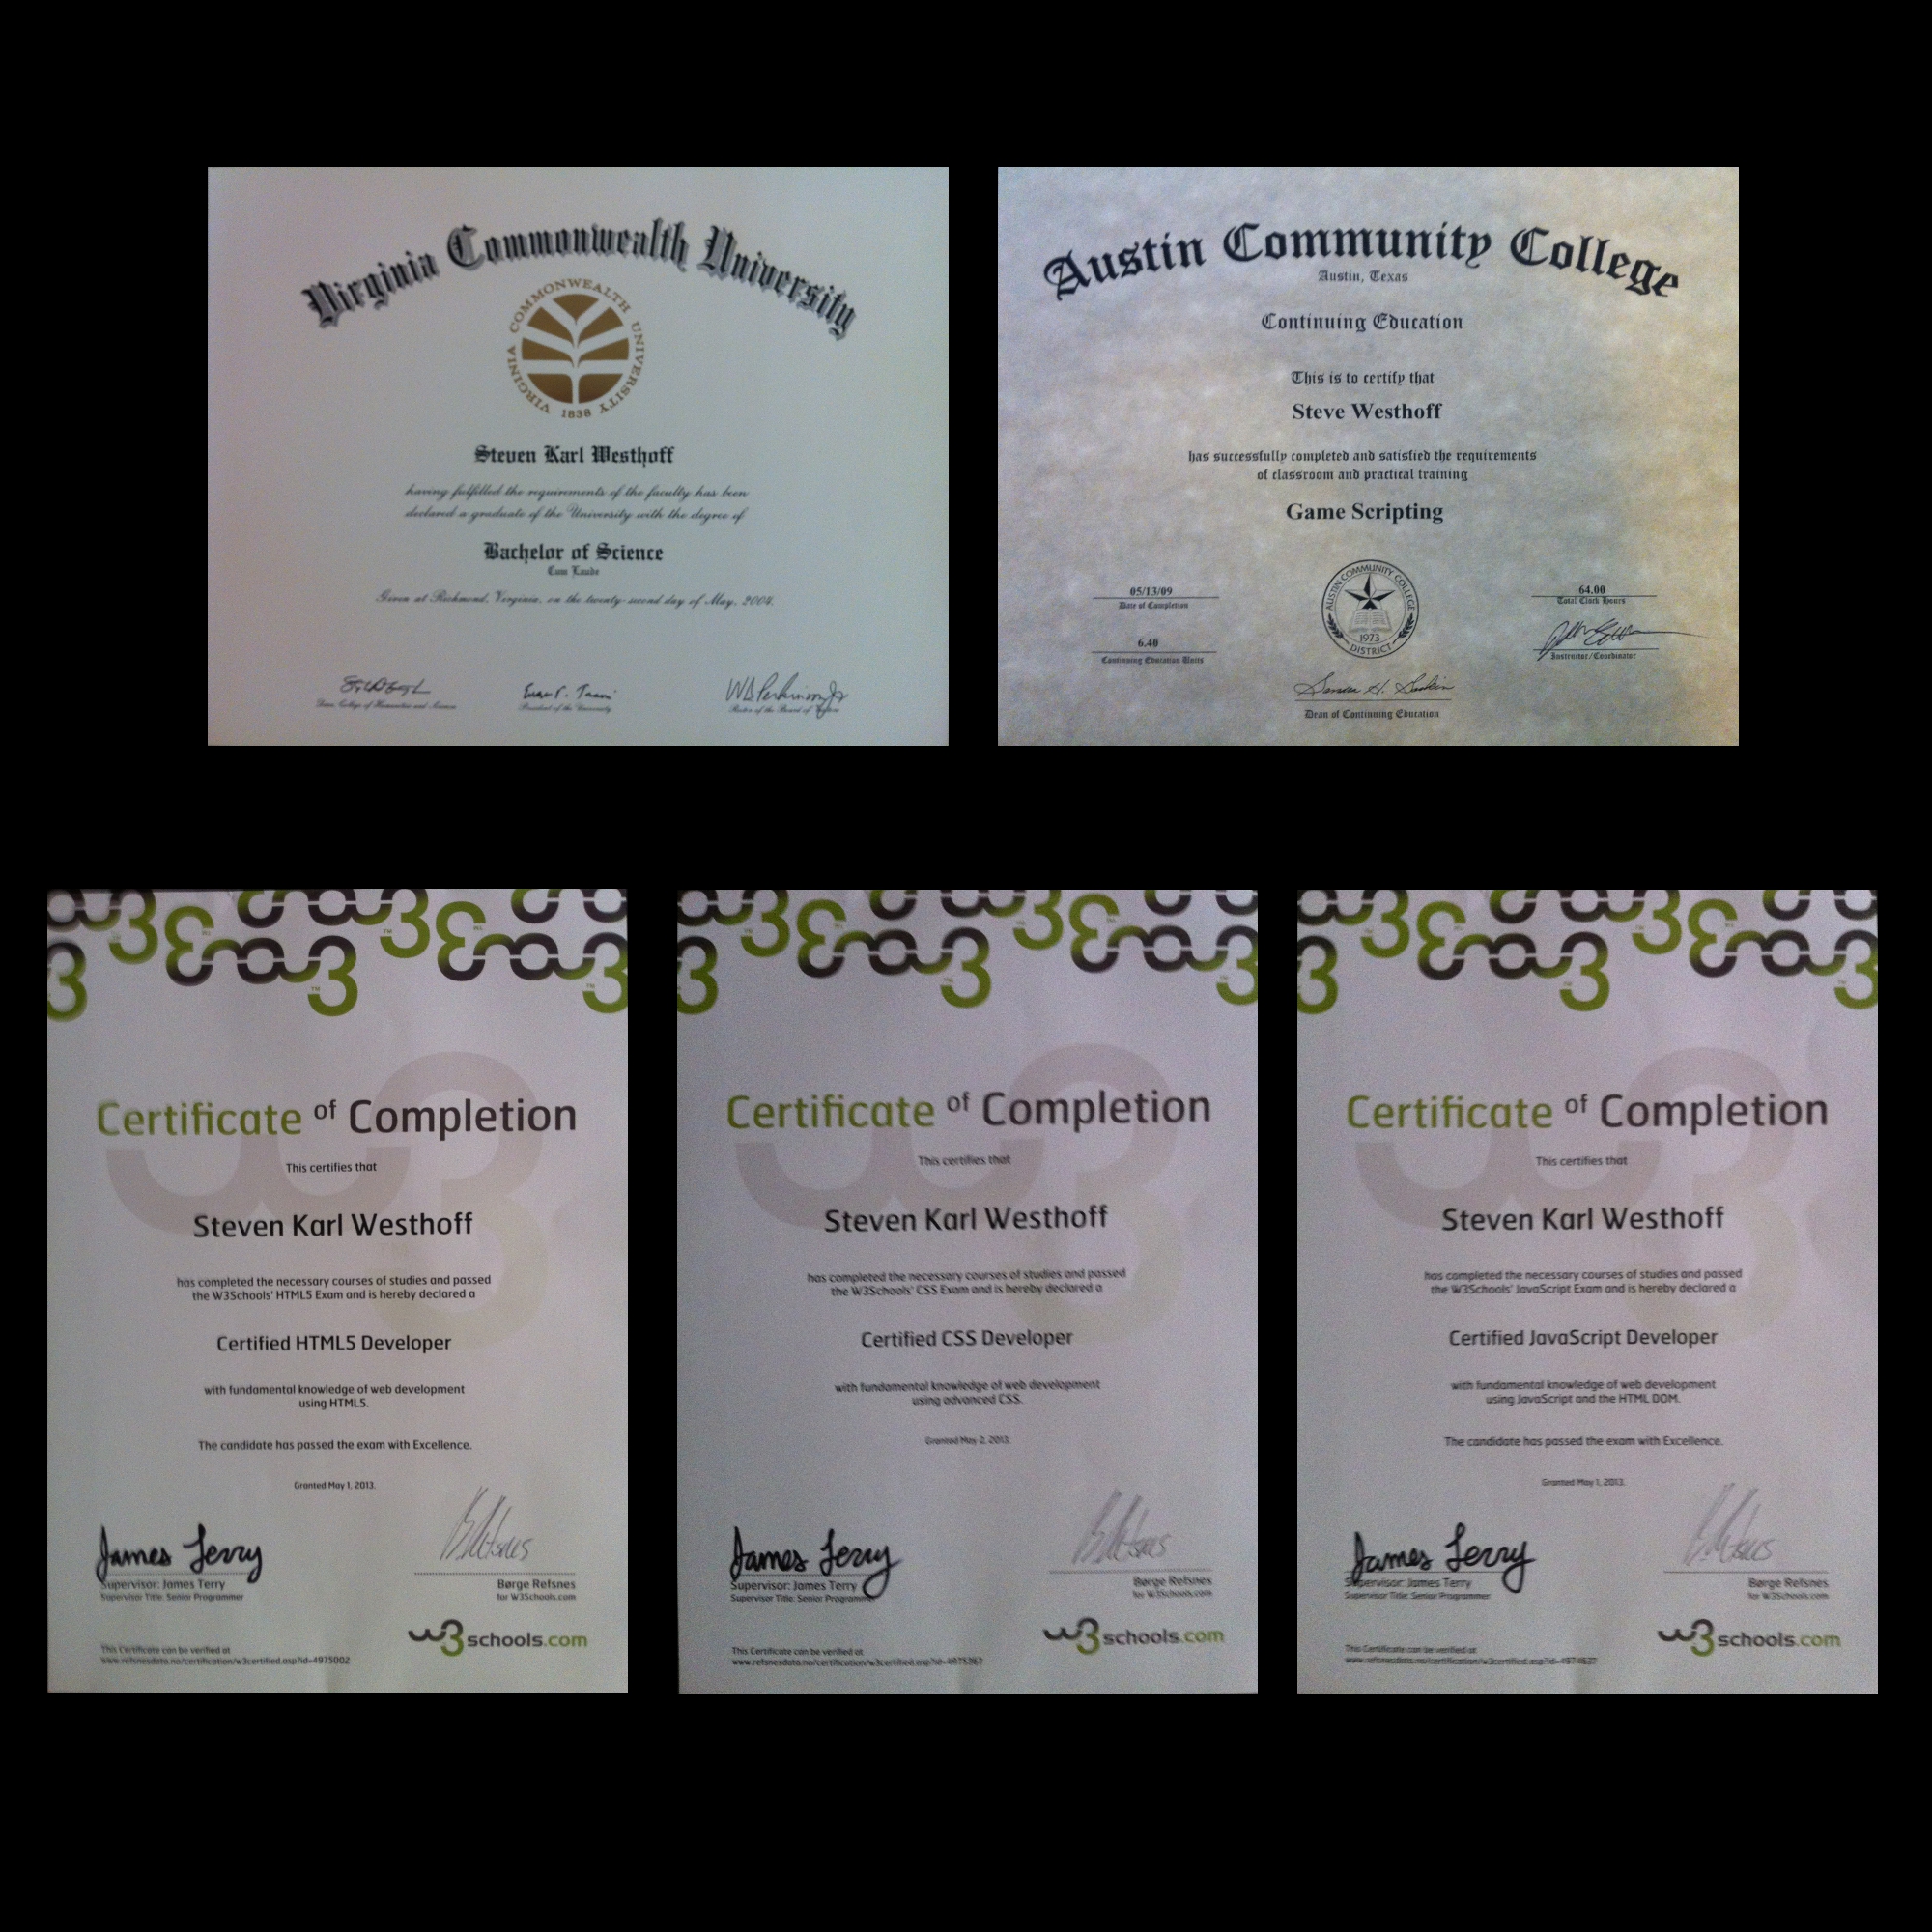 Virginia Commonwealth University
VIRGINIA COMMONWEALTH UNIVERSITY
1838
Steven Karl Westhoff
having fulfilled the requirements of the faculty has been
declared a graduate of the University with the degree of
Bachelor of Science
Cum Laude
Given at Richmond, Virginia, on the twenty-second day of May, 2004.
Dean, College of Humanities and Sciences
President of the University
Rector of the Board of Visitors
Austin Community College
Austin, Texas
Continuing Education
This is to certify that
Steve Westhoff
has successfully completed and satisfied the requirements
of classroom and practical training
Game Scripting
05/13/09
Date of Completion
6.40
Continuing Education Units
AUSTIN COMMUNITY COLLEGE
1973
DISTRICT
64.00
Total Clock Hours
Instructor/Coordinator
Dean of Continuing Education
Certificate of Completion
This certifies that
Steven Karl Westhoff
has completed the necessary courses of studies and passed
the W3Schools' HTML5 Exam and is hereby declared a
Certified HTML5 Developer
with fundamental knowledge of web development
using HTML5.
The candidate has passed the exam with Excellence.
Granted May 1, 2013.
James Terry
Supervisor: James Terry
Supervisor Title: Senior Programmer
Børge Refsnes
for W3Schools.com
w3schools.com
This Certificate can be verified at
www.refsnesdata.no/certification/w3certified.asp?id=4975002
Certificate of Completion
This certifies that
Steven Karl Westhoff
has completed the necessary courses of studies and passed
the W3Schools' CSS Exam and is hereby declared a
Certified CSS Developer
with fundamental knowledge of web development
using advanced CSS.
Granted May 2, 2013.
James Terry
Supervisor: James Terry
Supervisor Title: Senior Programmer
Børge Refsnes
for W3Schools.com
w3schools.com
This Certificate can be verified at
www.refsnesdata.no/certification/w3certified.asp?id=4975367
Certificate of Completion
This certifies that
Steven Karl Westhoff
has completed the necessary courses of studies and passed
the W3Schools' JavaScript Exam and is hereby declared a
Certified JavaScript Developer
with fundamental knowledge of web development
using JavaScript and the HTML DOM.
The candidate has passed the exam with Excellence.
Granted May 1, 2013.
James Terry
Supervisor: James Terry
Supervisor Title: Senior Programmer
Børge Refsnes
for W3Schools.com
w3schools.com
This Certificate can be verified at